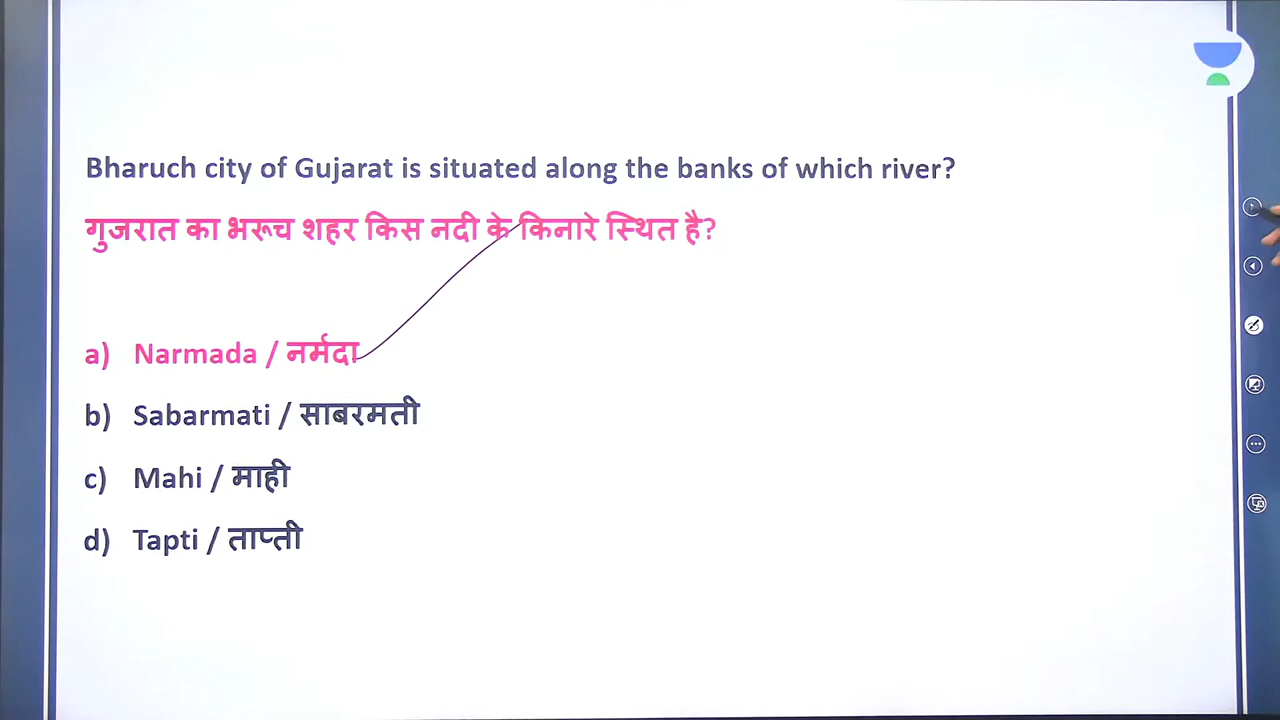 Bharuch city of Gujarat is situated along the banks of which river?
गुजरात का भरूच शहर किस नदी के किनारे स्थित है?
a) Narmada / नर्मदा
b) Sabarmati / साबरमती
c) Mahi / माही
d) Tapti / ताप्ती